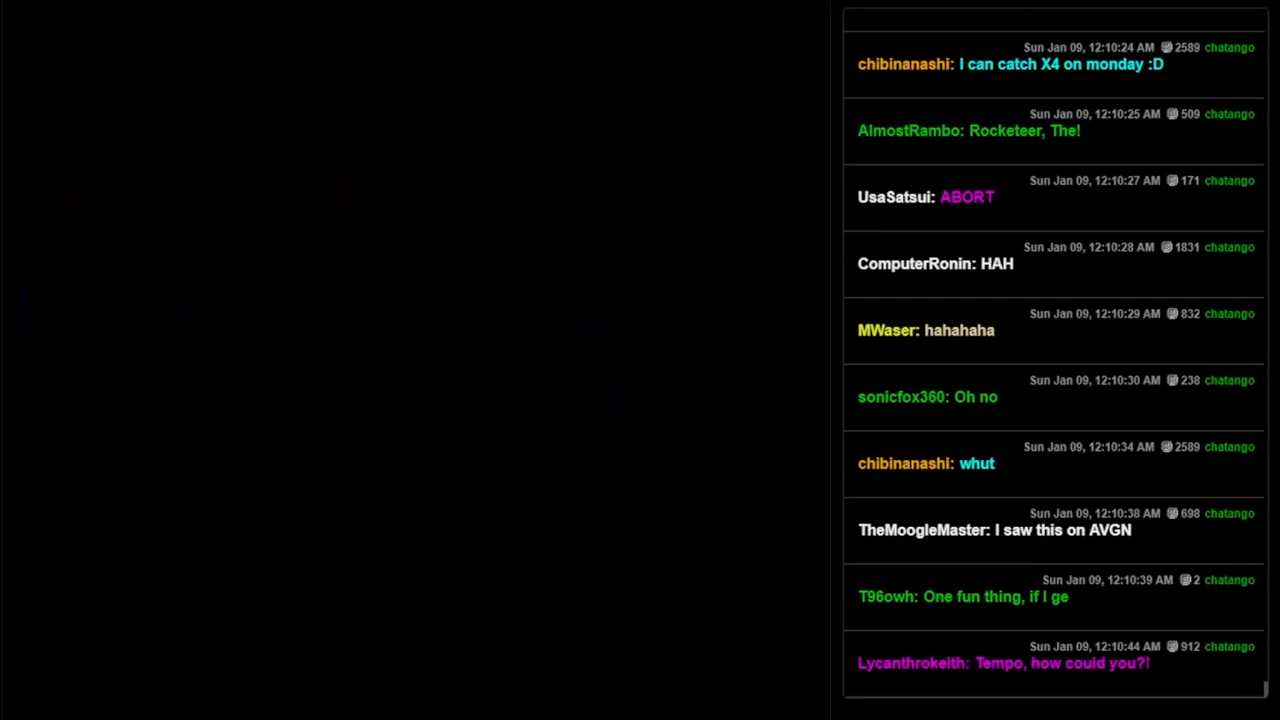 Sun Jan 09, 12:10:24 AM 2589 chatango
chibinanashi: I can catch X4 on monday :D
Sun Jan 09, 12:10:25 AM 509 chatango
AlmostRambo: Rocketeer, The!
Sun Jan 09, 12:10:27 AM 171 chatango
UsaSatsui: ABORT
Sun Jan 09, 12:10:28 AM 1831 chatango
ComputerRonin: HAH
Sun Jan 09, 12:10:29 AM 832 chatango
MWaser: hahahaha
Sun Jan 09, 12:10:30 AM 238 chatango
sonicfox360: Oh no
Sun Jan 09, 12:10:34 AM 2589 chatango
chibinanashi: whut
Sun Jan 09, 12:10:38 AM 698 chatango
TheMoogleMaster: I saw this on AVGN
Sun Jan 09, 12:10:39 AM 2 chatango
T96owh: One fun thing, if I ge
Sun Jan 09, 12:10:44 AM 912 chatango
Lycanthrokeith: Tempo, how could you?!